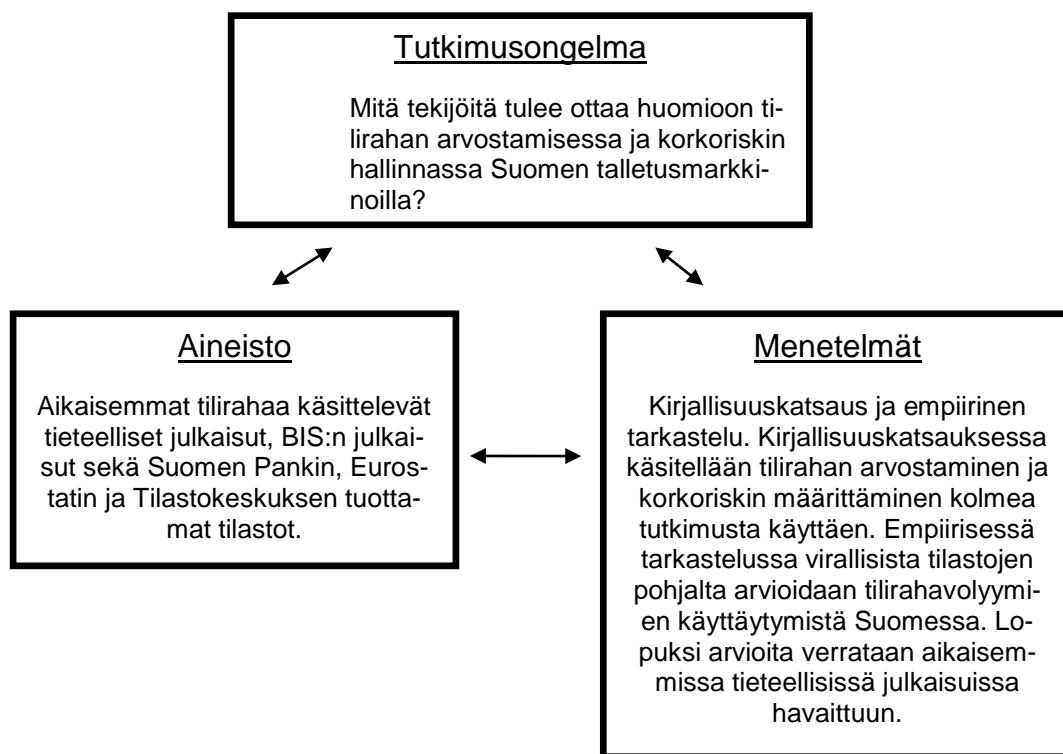 Tutkimusongelma
Mitä tekijöitä tulee ottaa huomioon ti-
lirahan arvostamisessa ja korkoriskin
hallinnassa Suomen talletusmarkki-
noilla?
Aineisto
Aikaisemmat tilirahaa käsittelevät
tieteelliset julkaisut, BIS:n julkai-
sut sekä Suomen Pankin, Euros-
tatin ja Tilastokeskuksen tuotta-
mat tilastot.
Menetelmät
Kirjallisuuskatsaus ja empiirinen
tarkastelu. Kirjallisuuskatsauksessa
käsitellään tilirahan arvostaminen ja
korkoriskin määrittäminen kolmea
tutkimusta käyttäen. Empiirisessä
tarkastelussa virallisista tilastojen
pohjalta arvioidaan tilirahavolyymi-
en käyttäytymistä Suomessa. Lo-
puksi arvioita verrataan aikaisem-
missa tieteellisissä julkaisuissa
havaittuun.